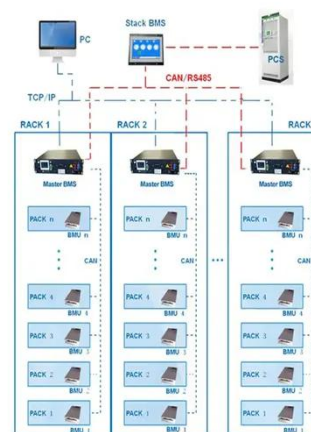 PC
Stack BMS
PCS
CAN/RS485
TCP/IP
RACK 1
RACK 2
RACK
Master BMS
Master BMS
Master BMS
PACK n
BMU n
PACK n
BMU n
PACK n
BMU n
CAN
CAN
CAN
PACK 4
BMU 4
PACK 4
BMU 4
PACK 4
BMU 4
PACK 3
BMU 3
PACK 3
BMU 3
PACK 3
BMU 3
PACK 2
BMU 2
PACK 2
BMU 2
PACK 2
BMU 2
PACK 1
BMU 1
PACK 1
BMU 1
PACK 1
BMU 1